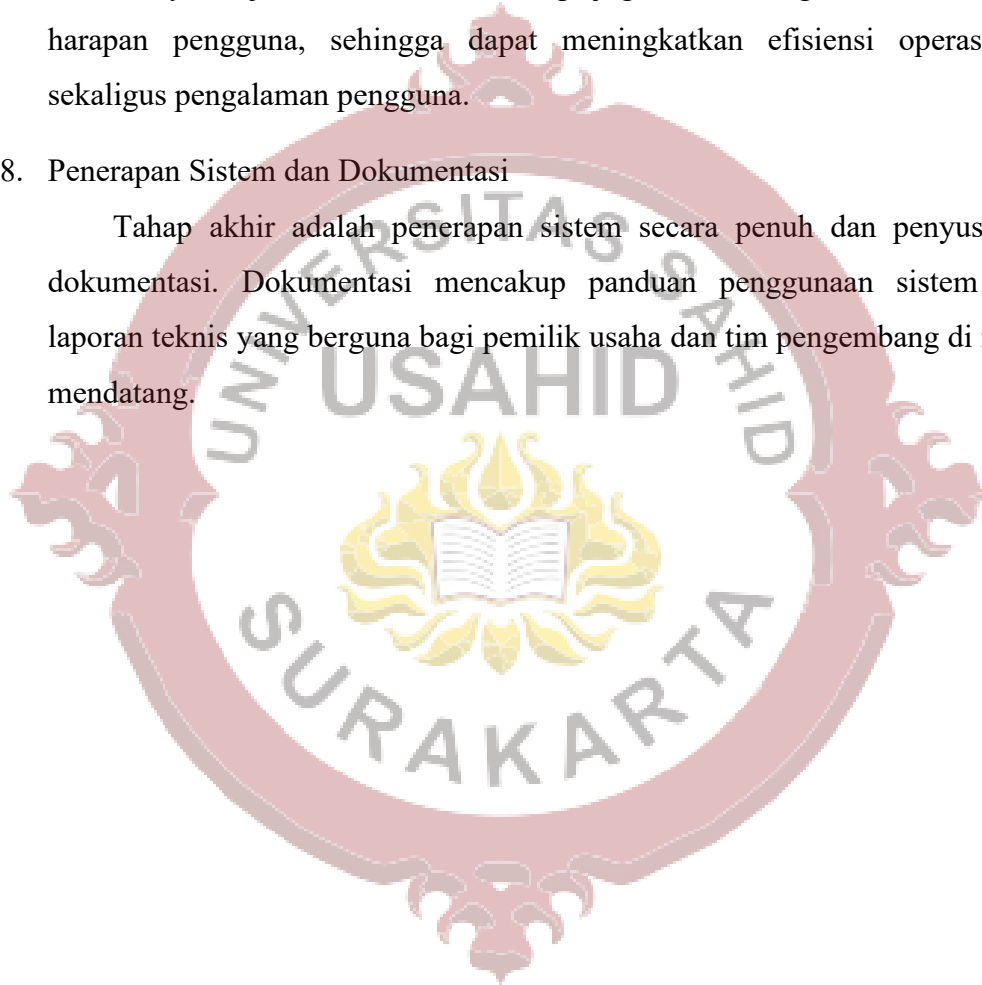 harapan pengguna, sehingga dapat meningkatkan efisiensi operas
sekaligus pengalaman pengguna.
8. Penerapan Sistem dan Dokumentasi
Tahap akhir adalah penerapan sistem secara penuh dan penyus
dokumentasi. Dokumentasi mencakup panduan penggunaan sistem
laporan teknis yang berguna bagi pemilik usaha dan tim pengembang di
mendatang.
UNIVERSITAS SAHID
USAHID
SURAKARTA